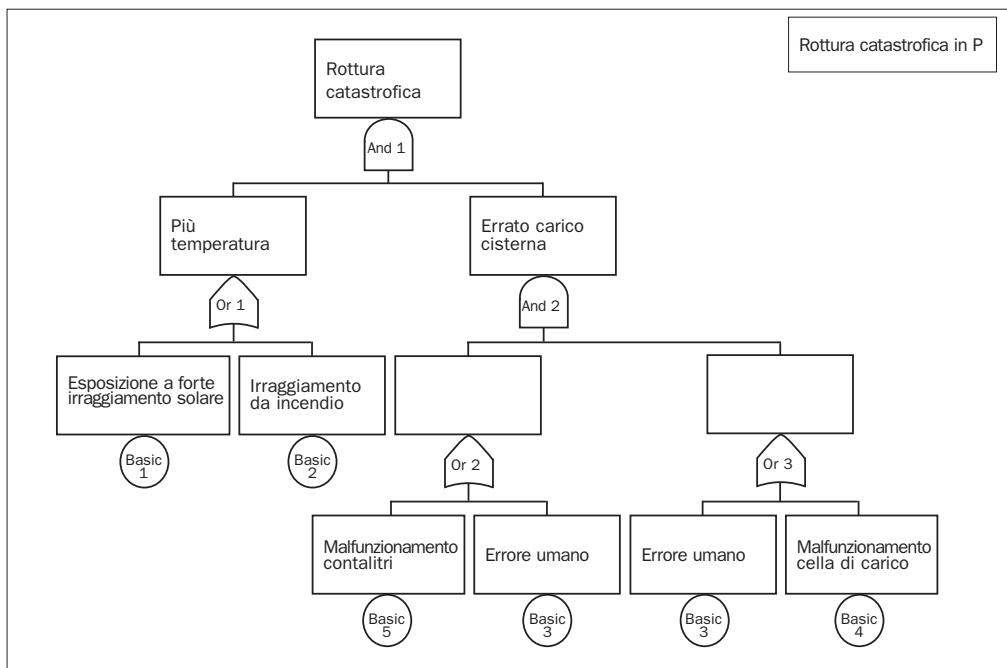 Rottura catastrofica in P
Rottura
catastrofica
And 1
Più
temperatura
Errato carico
cisterna
Or 1
And 2
Esposizione a forte
irraggiamento solare
Irraggiamento
da incendio
Basic
1
Basic
2
Or 2
Or 3
Malfunzionamento
contalitri
Errore umano
Errore umano
Malfunzionamento
cella di carico
Basic
5
Basic
3
Basic
3
Basic
4